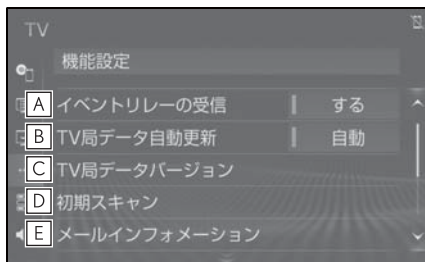 TV
機能設定
A イベントリレーの受信 する
B TV局データ自動更新 自動
C TV局データバージョン
D 初期スキャン
E メールインフォメーション